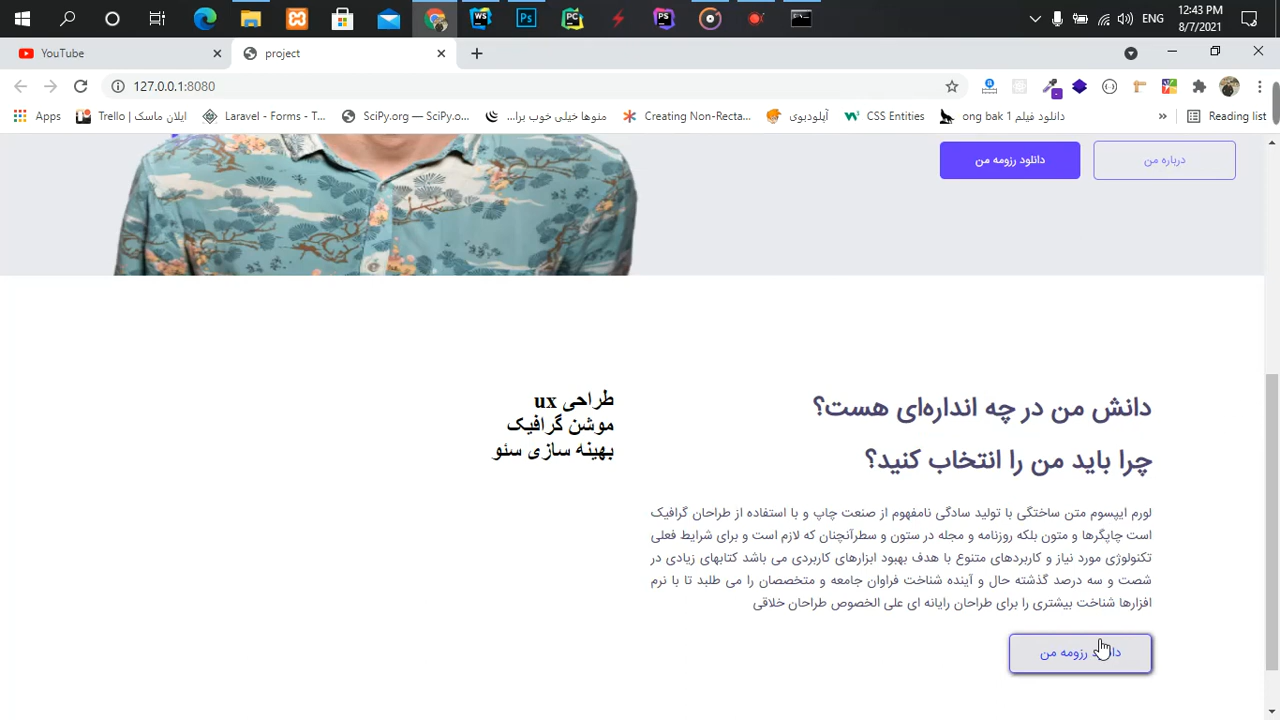 ENG
12:43 PM
8/7/2021
YouTube
project
127.0.0.1:8080
Apps
ایلان ماسک | Trello
Laravel - Forms - T...
SciPy.org — SciPy.o...
منوها خیلی خوب برا...
Creating Non-Recta...
آپلودبوی
CSS Entities
دانلود فیلم ong bak 1
»
Reading list
درباره من
دانلود رزومه من
دانش من در چه انداره‌ای هست؟
چرا باید من را انتخاب کنید؟
لورم ایپسوم متن ساختگی با تولید سادگی نامفهوم از صنعت چاپ و با استفاده از طراحان گرافیک
است چاپگرها و متون بلکه روزنامه و مجله در ستون و سطرآنچنان که لازم است و برای شرایط فعلی
تکنولوژی مورد نیاز و کاربردهای متنوع با هدف بهبود ابزارهای کاربردی می باشد کتابهای زیادی در
شصت و سه درصد گذشته حال و آینده شناخت فراوان جامعه و متخصصان را می طلبد تا با نرم
افزارها شناخت بیشتری را برای طراحان رایانه ای علی الخصوص طراحان خلاقی
دانلود رزومه من
طراحی ux
موشن گرافیک
بهینه سازی سئو